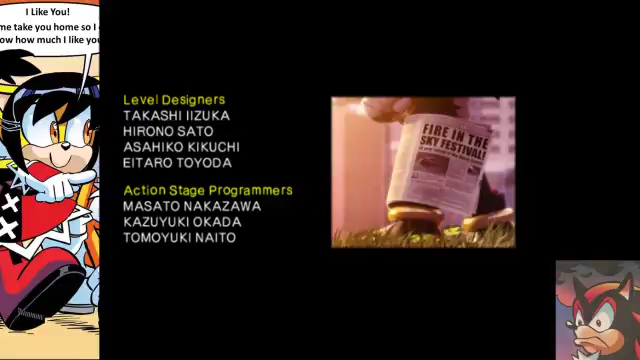 I Like You!
me take you home so I c
ow how much I like you
Level Designers
TAKASHI IIZUKA
HIRONO SATO
ASAHIKO KIKUCHI
EITARO TOYODA
Action Stage Programmers
MASATO NAKAZAWA
KAZUYUKI OKADA
TOMOYUKI NAITO
FIRE IN THE
SKY FESTIVAL!